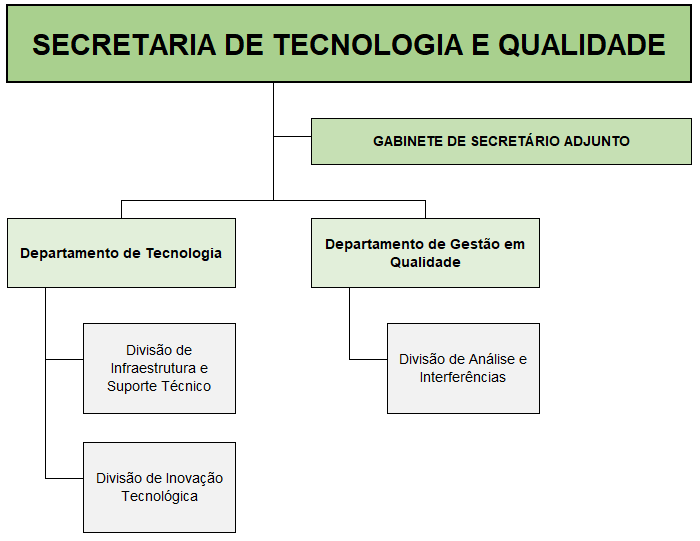 SECRETARIA DE TECNOLOGIA E QUALIDADE
GABINETE DE SECRETÁRIO ADJUNTO
Departamento de Tecnologia
Departamento de Gestão em
Qualidade
Divisão de
Infraestrutura e
Suporte Técnico
Divisão de Análise e
Interferências
Divisão de Inovação
Tecnológica